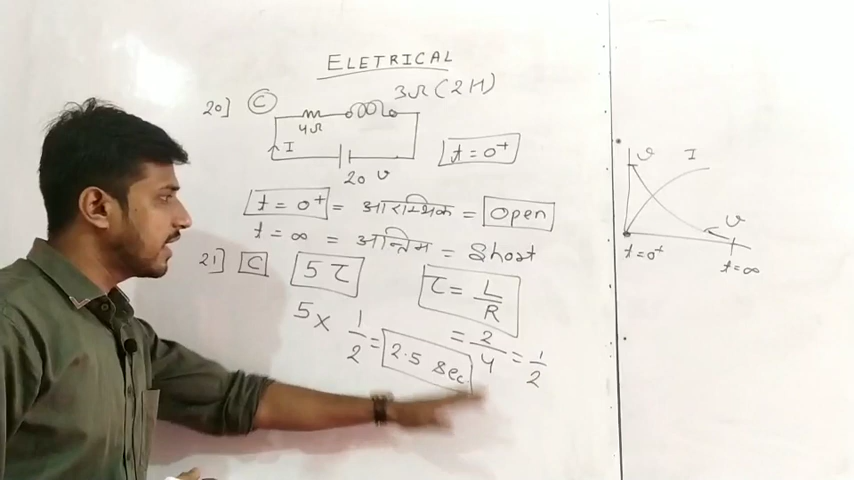 ELETRICAL
20] C
3Ω (2H)
4Ω
I
20 v
t = 0⁺
t = 0⁺ = आरम्भिक = Open
t = ∞ = अन्तिम = Short
21] C 5τ
τ = L/R
5 × 1/2 = 2.5 Sec
= 2/4 = 1/2
v I
v
t = 0⁺
t = ∞